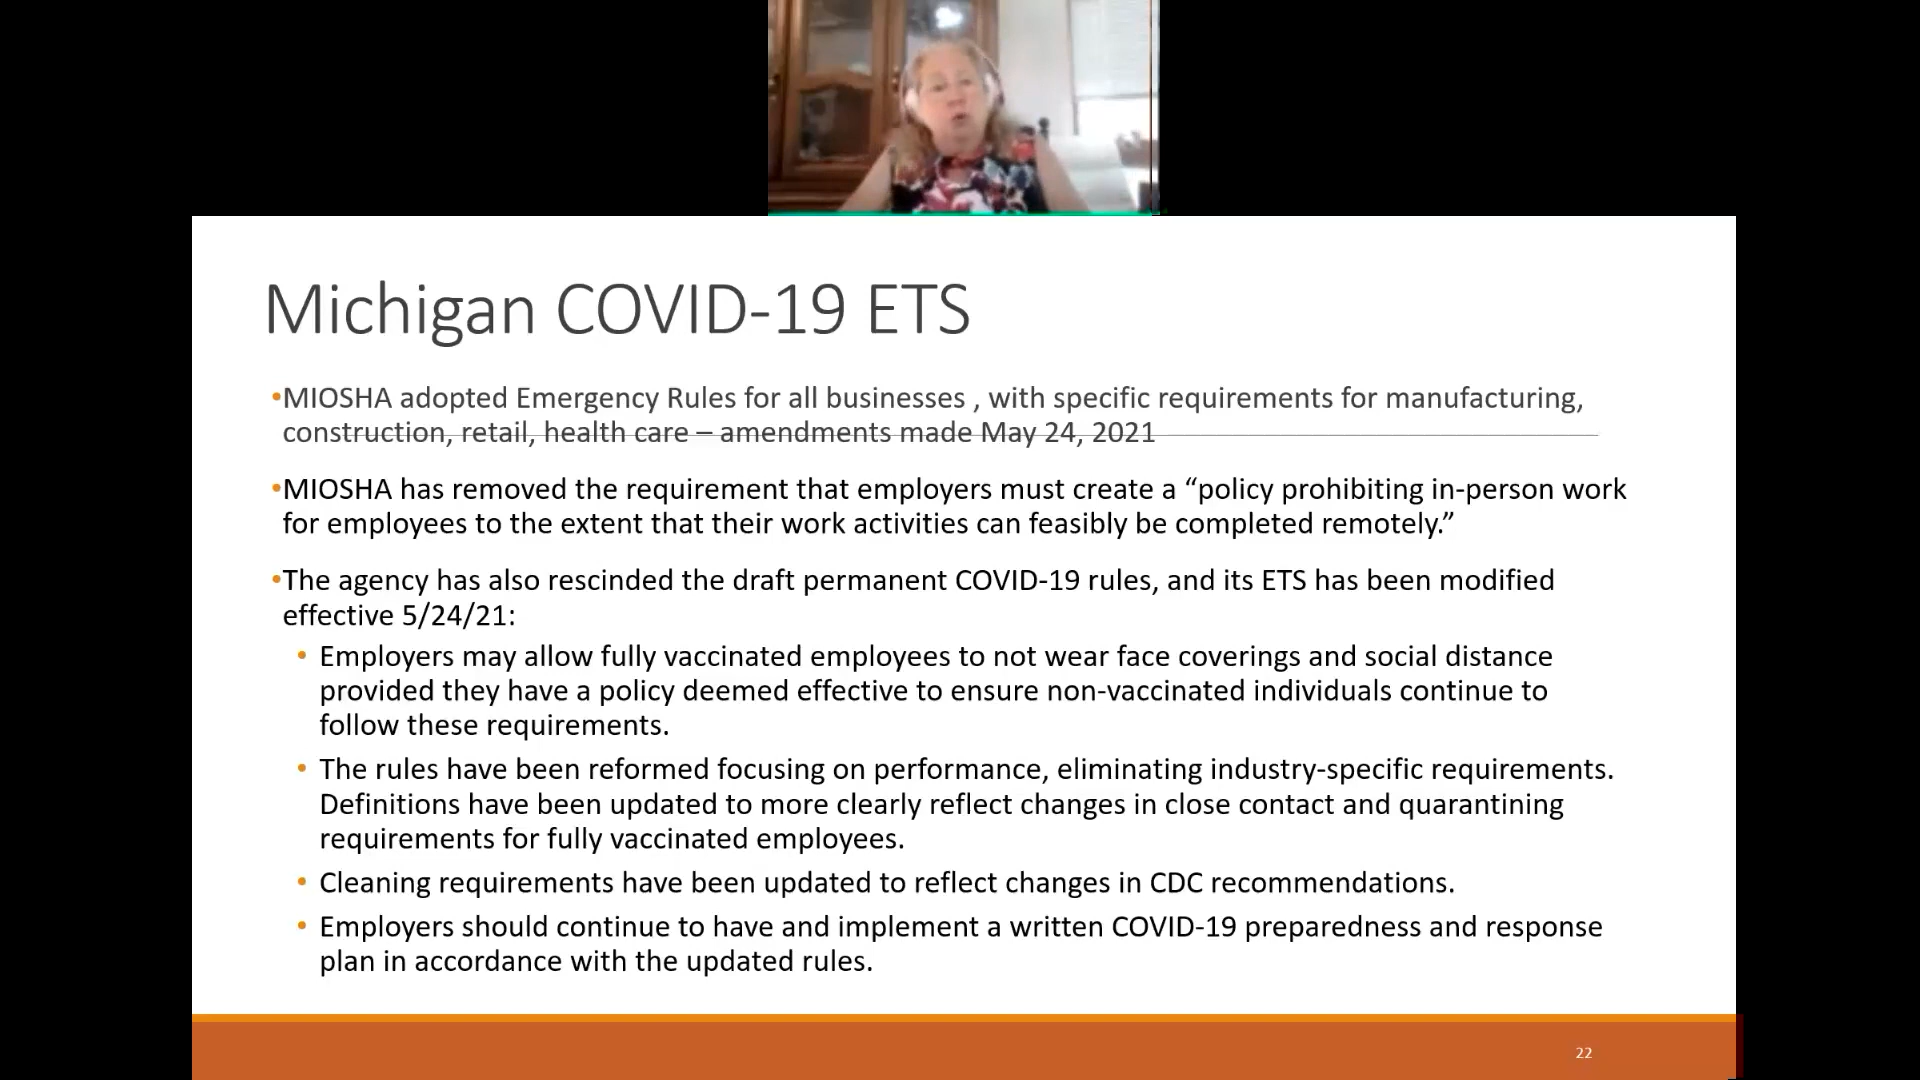 Michigan COVID-19 ETS
•MIOSHA adopted Emergency Rules for all businesses , with specific requirements for manufacturing,
construction, retail, health care – amendments made May 24, 2021
•MIOSHA has removed the requirement that employers must create a “policy prohibiting in-person work
for employees to the extent that their work activities can feasibly be completed remotely.”
•The agency has also rescinded the draft permanent COVID-19 rules, and its ETS has been modified
effective 5/24/21:
• Employers may allow fully vaccinated employees to not wear face coverings and social distance
provided they have a policy deemed effective to ensure non-vaccinated individuals continue to
follow these requirements.
• The rules have been reformed focusing on performance, eliminating industry-specific requirements.
Definitions have been updated to more clearly reflect changes in close contact and quarantining
requirements for fully vaccinated employees.
• Cleaning requirements have been updated to reflect changes in CDC recommendations.
• Employers should continue to have and implement a written COVID-19 preparedness and response
plan in accordance with the updated rules.
22